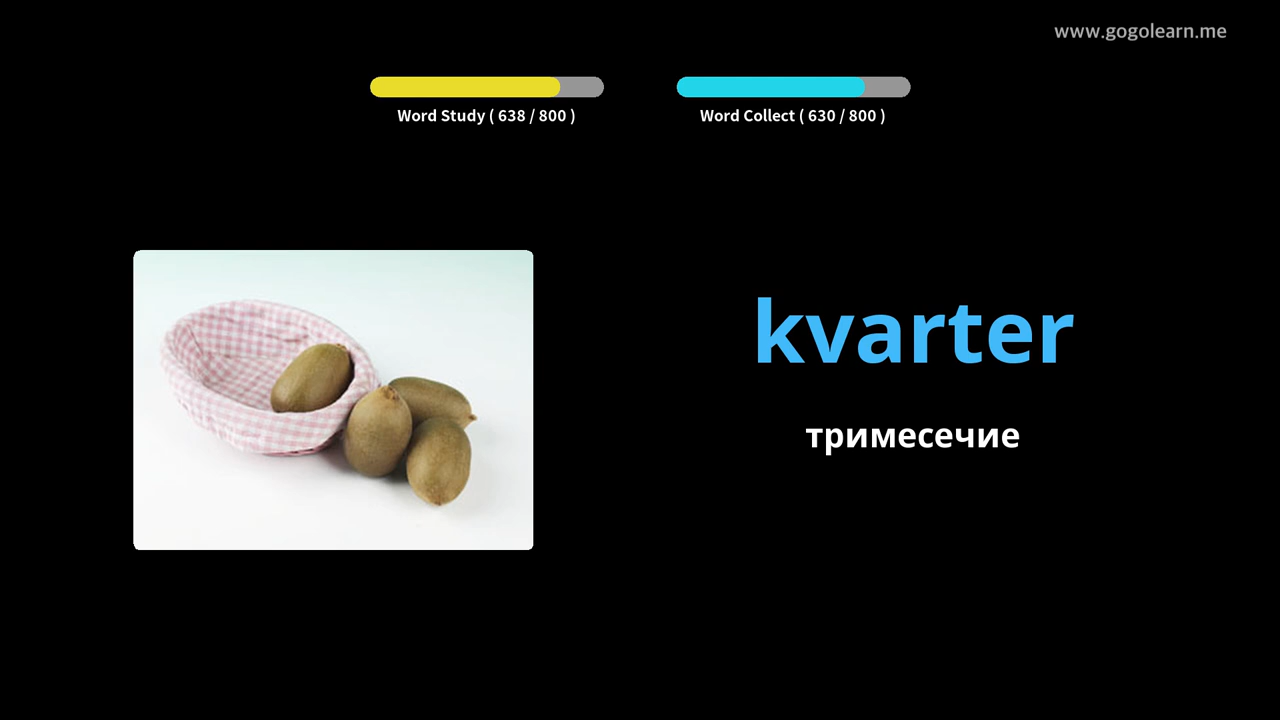 www.gogolearn.me
Word Study ( 638 / 800 )
Word Collect ( 630 / 800 )
kvarter
тримесечие